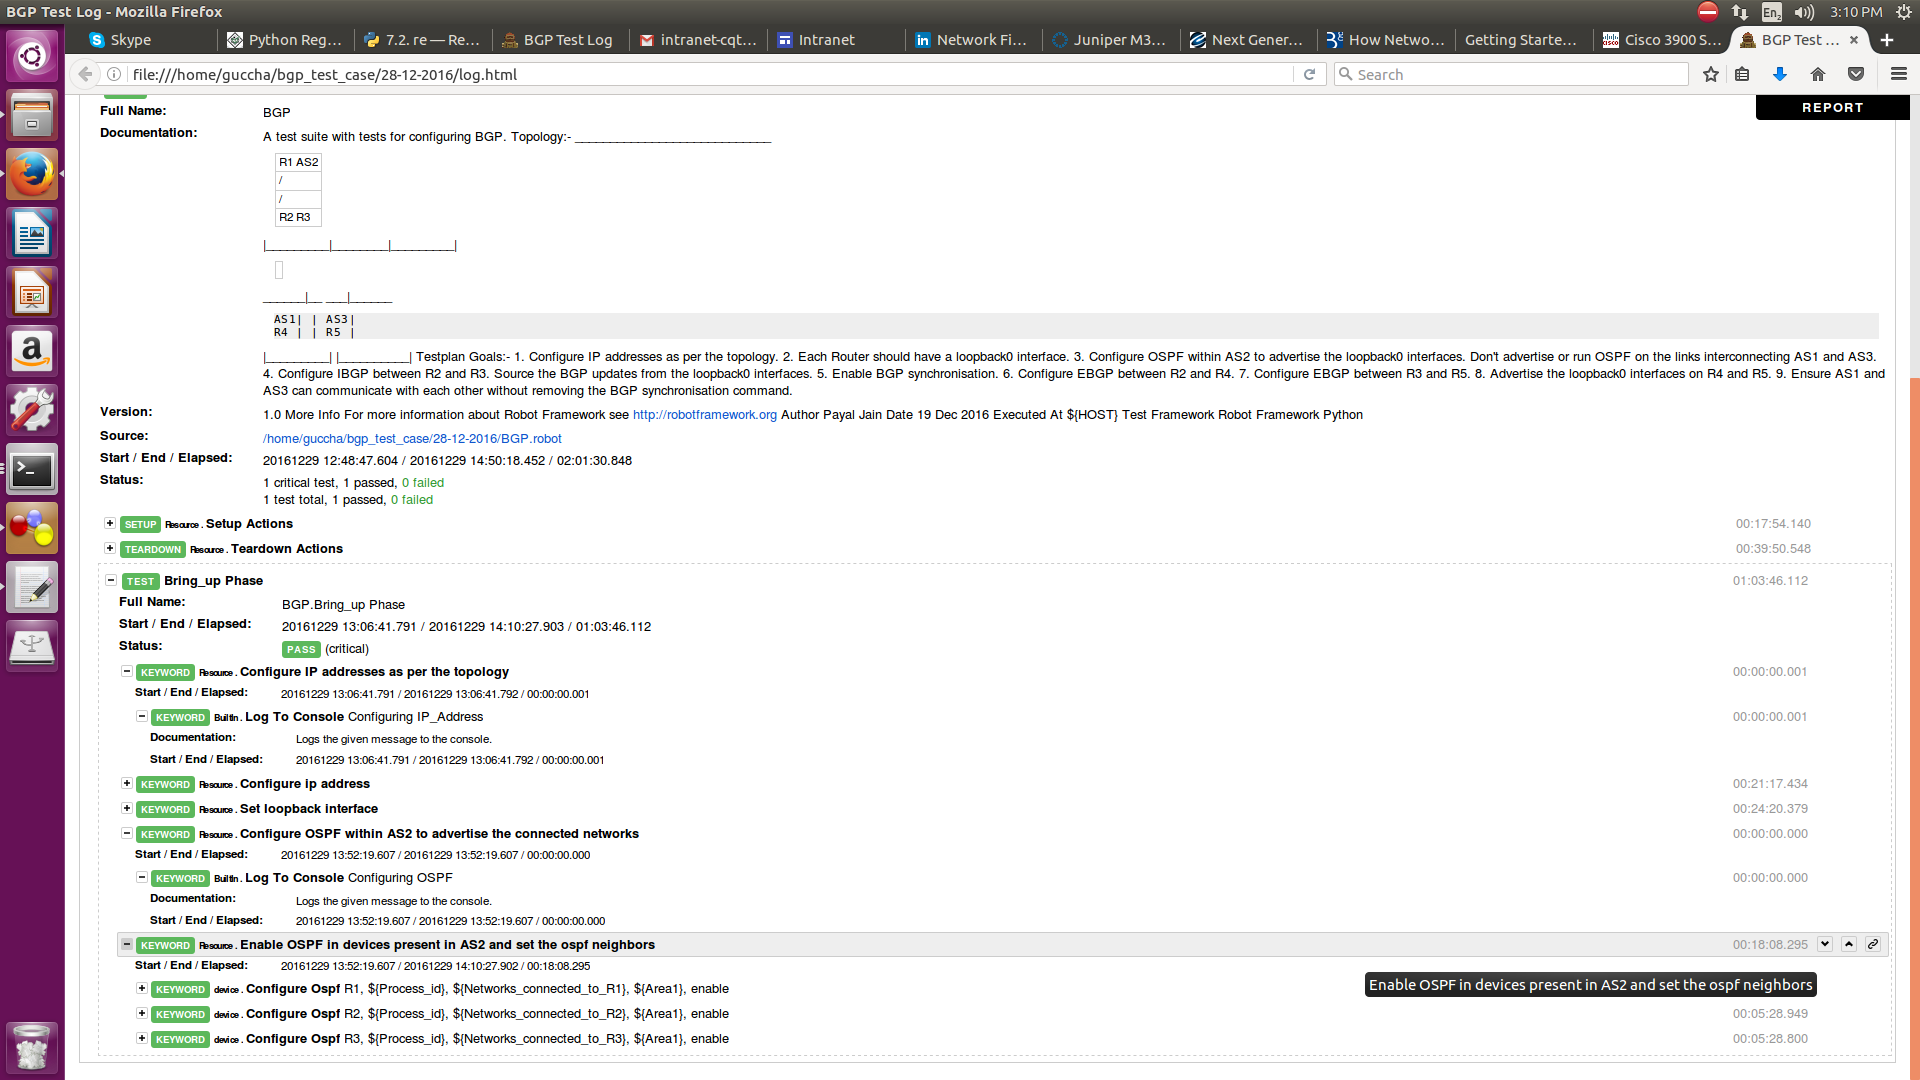 BGP Test Log - Mozilla Firefox
En2
3:10 PM
Skype
Python Reg...
7.2. re — Re...
BGP Test Log
intranet-cqt...
Intranet
Network Fi...
Juniper M3...
Next Gener...
How Netwo...
Getting Starte...
Cisco 3900 S...
BGP Test ...
file:///home/guccha/bgp_test_case/28-12-2016/log.html
Search
REPORT
Full Name: BGP
Documentation: A test suite with tests for configuring BGP. Topology:- ____________________________
R1 AS2
/
/
R2 R3
|_________|________|_________|
______|__ ___|______
AS1| | AS3|
R4 | | R5 |
|_________| |__________| Testplan Goals:- 1. Configure IP addresses as per the topology. 2. Each Router should have a loopback0 interface. 3. Configure OSPF within AS2 to advertise the loopback0 interfaces. Don't advertise or run OSPF on the links interconnecting AS1 and AS3.
4. Configure IBGP between R2 and R3. Source the BGP updates from the loopback0 interfaces. 5. Enable BGP synchronisation. 6. Configure EBGP between R2 and R4. 7. Configure EBGP between R3 and R5. 8. Advertise the loopback0 interfaces on R4 and R5. 9. Ensure AS1 and
AS3 can communicate with each other without removing the BGP synchronisation command.
Version: 1.0 More Info For more information about Robot Framework see http://robotframework.org Author Payal Jain Date 19 Dec 2016 Executed At ${HOST} Test Framework Robot Framework Python
Source: /home/guccha/bgp_test_case/28-12-2016/BGP.robot
Start / End / Elapsed: 20161229 12:48:47.604 / 20161229 14:50:18.452 / 02:01:30.848
Status: 1 critical test, 1 passed, 0 failed
1 test total, 1 passed, 0 failed
+ SETUP Resource . Setup Actions 00:17:54.140
+ TEARDOWN Resource . Teardown Actions 00:39:50.548
- TEST Bring_up Phase 01:03:46.112
Full Name: BGP.Bring_up Phase
Start / End / Elapsed: 20161229 13:06:41.791 / 20161229 14:10:27.903 / 01:03:46.112
Status: PASS (critical)
- KEYWORD Resource . Configure IP addresses as per the topology 00:00:00.001
Start / End / Elapsed: 20161229 13:06:41.791 / 20161229 13:06:41.792 / 00:00:00.001
- KEYWORD BuiltIn . Log To Console Configuring IP_Address 00:00:00.001
Documentation: Logs the given message to the console.
Start / End / Elapsed: 20161229 13:06:41.791 / 20161229 13:06:41.792 / 00:00:00.001
+ KEYWORD Resource . Configure ip address 00:21:17.434
+ KEYWORD Resource . Set loopback interface 00:24:20.379
- KEYWORD Resource . Configure OSPF within AS2 to advertise the connected networks 00:00:00.000
Start / End / Elapsed: 20161229 13:52:19.607 / 20161229 13:52:19.607 / 00:00:00.000
- KEYWORD BuiltIn . Log To Console Configuring OSPF 00:00:00.000
Documentation: Logs the given message to the console.
Start / End / Elapsed: 20161229 13:52:19.607 / 20161229 13:52:19.607 / 00:00:00.000
- KEYWORD Resource . Enable OSPF in devices present in AS2 and set the ospf neighbors 00:18:08.295
Start / End / Elapsed: 20161229 13:52:19.607 / 20161229 14:10:27.902 / 00:18:08.295
+ KEYWORD device . Configure Ospf R1, ${Process_id}, ${Networks_connected_to_R1}, ${Area1}, enable
Enable OSPF in devices present in AS2 and set the ospf neighbors
+ KEYWORD device . Configure Ospf R2, ${Process_id}, ${Networks_connected_to_R2}, ${Area1}, enable 00:05:28.949
+ KEYWORD device . Configure Ospf R3, ${Process_id}, ${Networks_connected_to_R3}, ${Area1}, enable 00:05:28.800